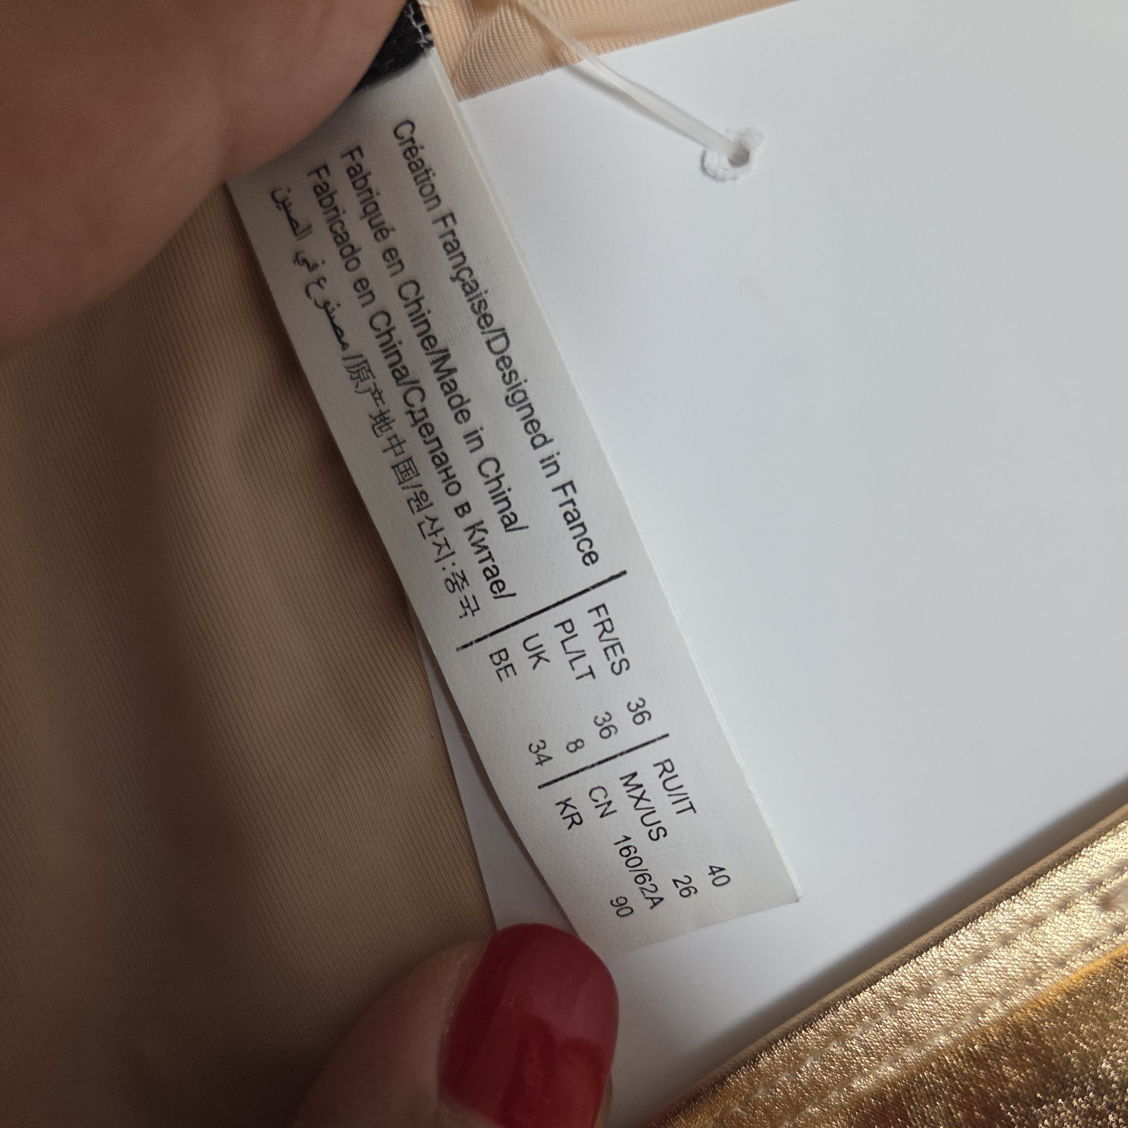 Création Française/Designed in France
Fabriqué en Chine/Made in China/
Fabricado en China/Сделано в Китае/
مصنوع في الصين/原产地中国/원산지:중국
FR/ES 36 RU/IT 40
PL/LT 36 MX/US 26
UK 8 CN 160/62A
BE 34 KR 90